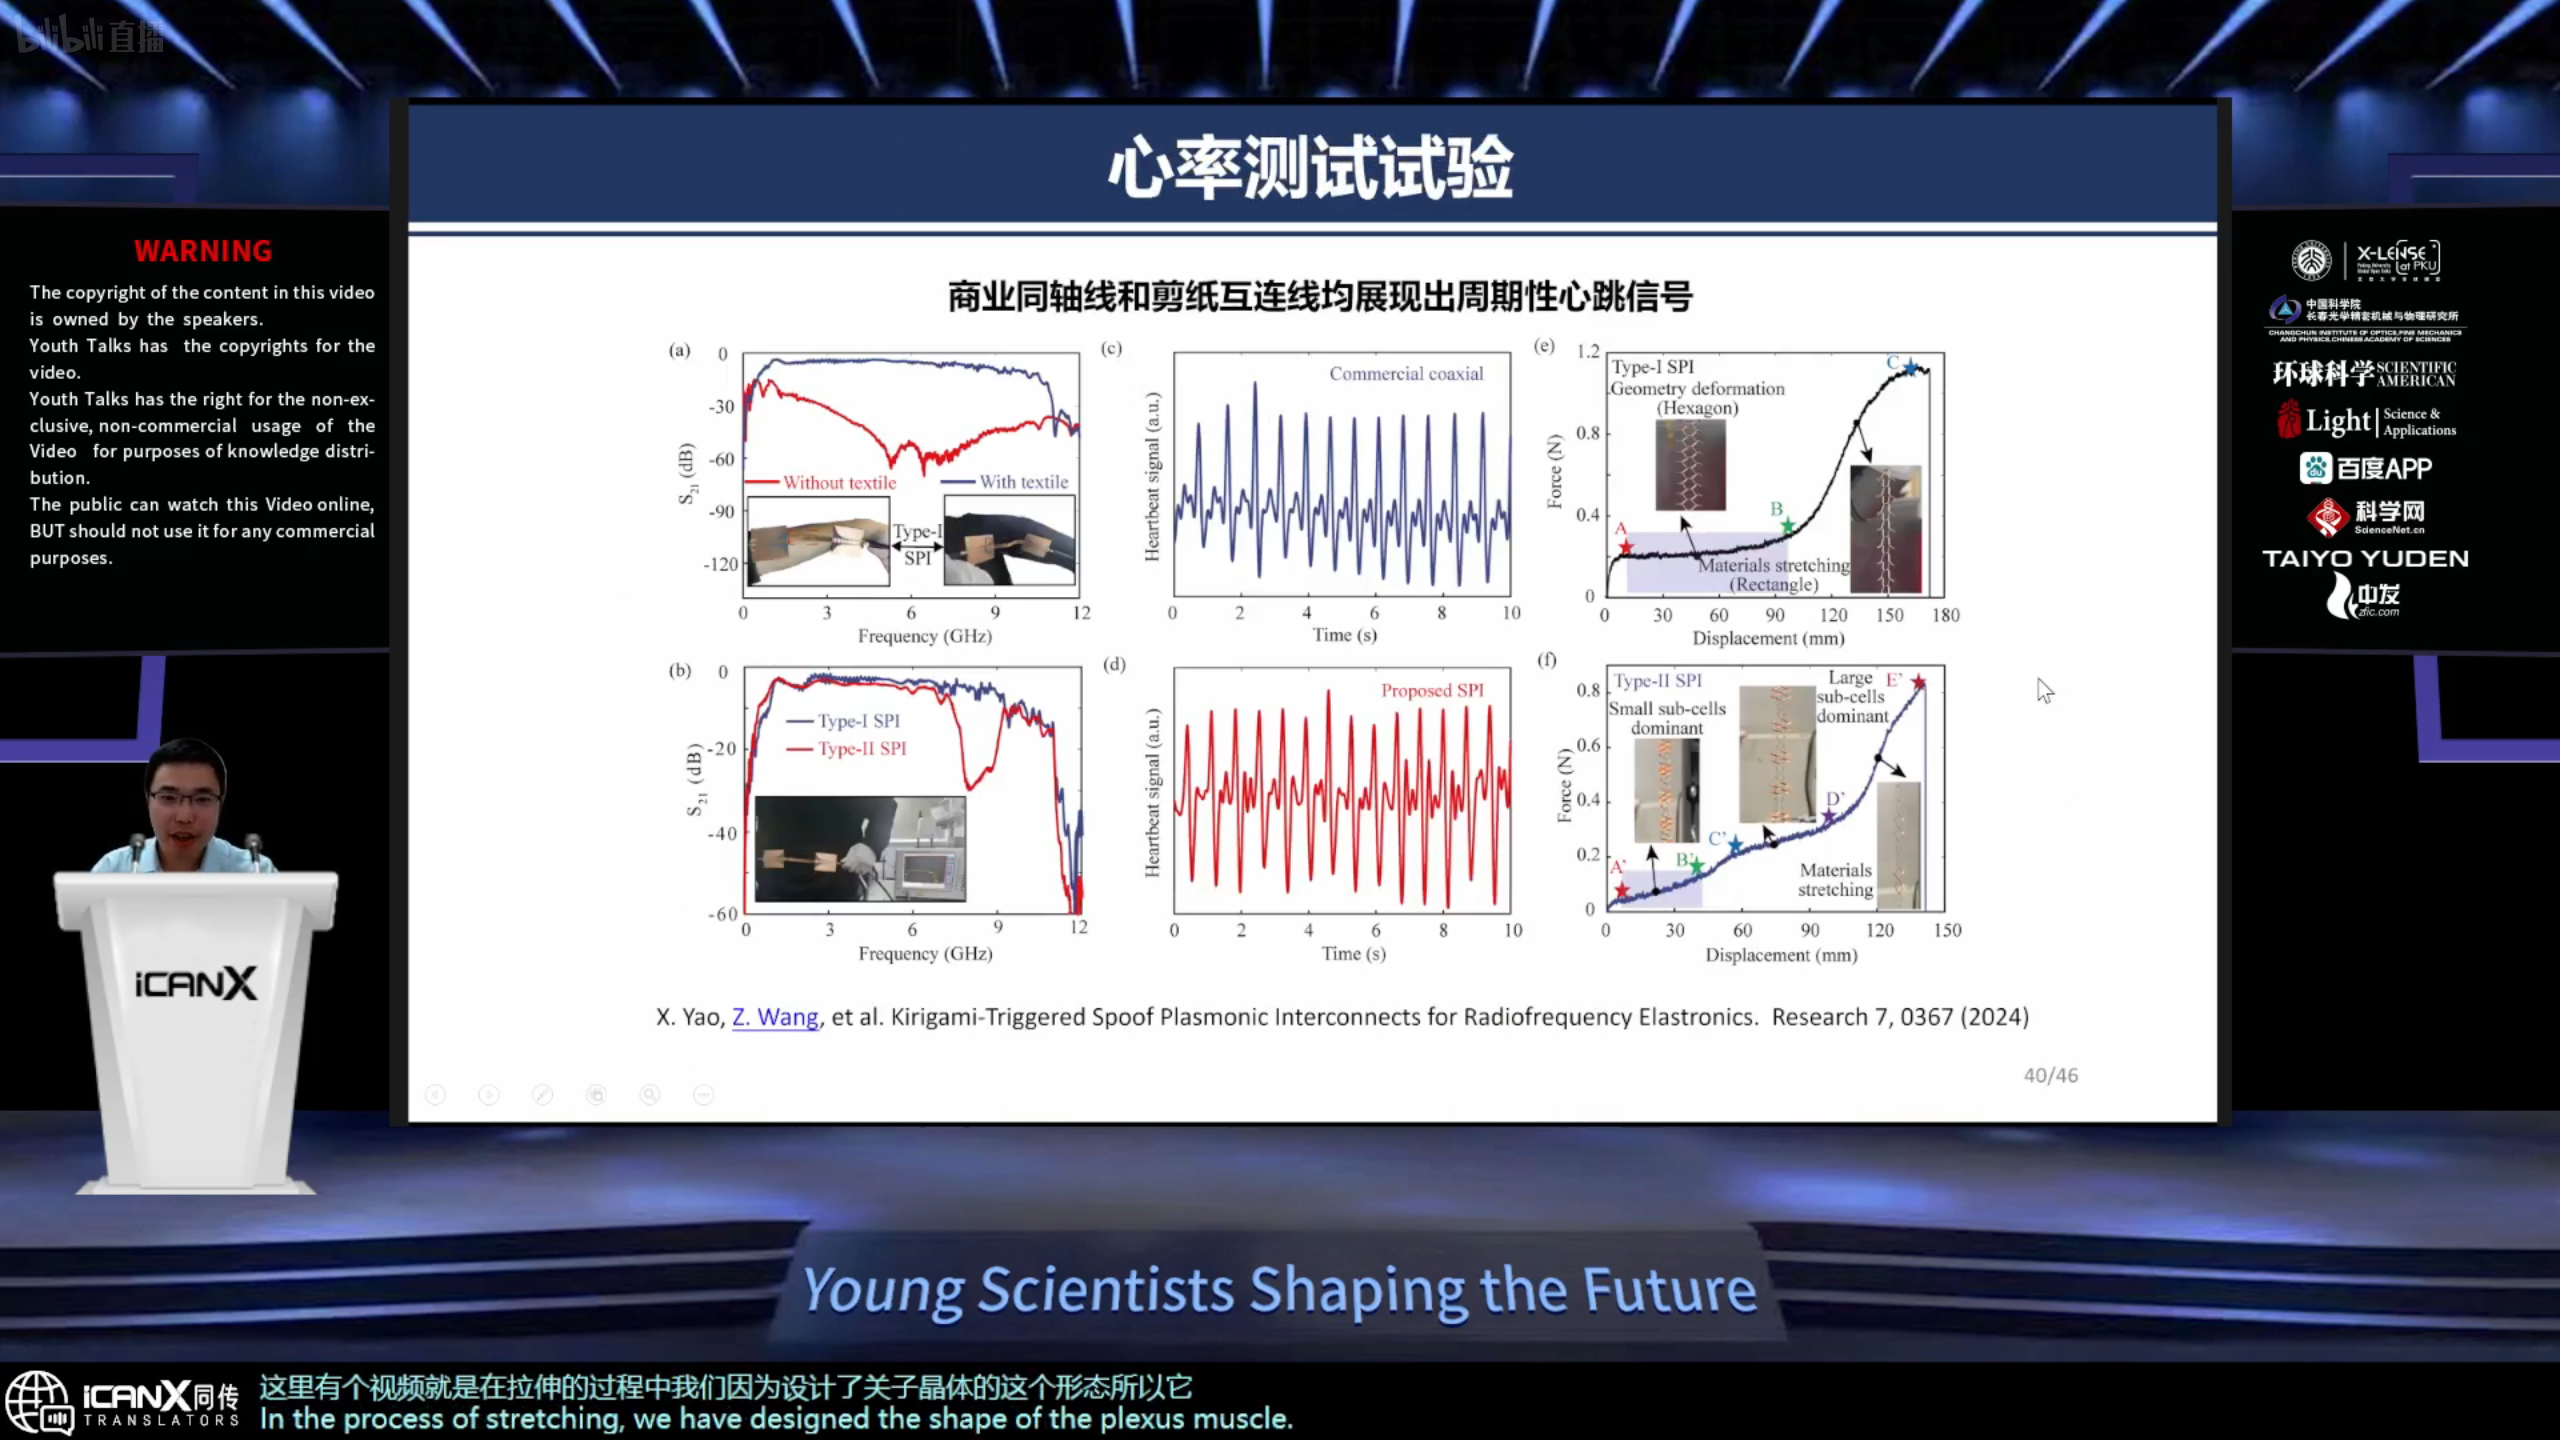 bilibili直播
心率测试试验
WARNING
The copyright of the content in this video
is owned by the speakers.
Youth Talks has the copyrights for the
video.
Youth Talks has the right for the non-ex-
clusive, non-commercial usage of the
Video for purposes of knowledge distri-
bution.
The public can watch this Video online,
BUT should not use it for any commercial
purposes.
商业同轴线和剪纸互连线均展现出周期性心跳信号
(a)
0
-30
-60
-90
-120
S21 (dB)
Without textile
With textile
Type-I
SPI
0 3 6 9 12
Frequency (GHz)
(c)
Commercial coaxial
Heartbeat signal (a.u.)
0 2 4 6 8 10
Time (s)
(e)
1.2
0.8
0.4
0
Force (N)
Type-I SPI
Geometry deformation
(Hexagon)
A
B
C
Materials stretching
(Rectangle)
0 30 60 90 120 150 180
Displacement (mm)
(b)
0
-20
-40
-60
S21 (dB)
Type-I SPI
Type-II SPI
0 3 6 9 12
Frequency (GHz)
(d)
Proposed SPI
Heartbeat signal (a.u.)
0 2 4 6 8 10
Time (s)
(f)
0.8
0.6
0.4
0.2
0
Force (N)
Type-II SPI
Small sub-cells
dominant
Large
sub-cells
dominant
A'
B'
C'
D'
E'
Materials
stretching
0 30 60 90 120 150
Displacement (mm)
X. Yao, Z. Wang, et al. Kirigami-Triggered Spoof Plasmonic Interconnects for Radiofrequency Elastronics. Research 7, 0367 (2024)
40/46
X-LENSE
at PKU
中国科学院
长春光学精密机械与物理研究所
CHANGCHUN INSTITUTE OF OPTICS,FINE MECHANICS
AND PHYSICS,CHINESE ACADEMY OF SCIENCES
环球科学 SCIENTIFIC
AMERICAN
Light Science &
Applications
du 百度APP
科学网
ScienceNet.cn
TAIYO YUDEN
中发
zfic.com
iCANX
Young Scientists Shaping the Future
iCANX同传
TRANSLATORS
这里有个视频就是在拉伸的过程中我们因为设计了关子晶体的这个形态所以它
In the process of stretching, we have designed the shape of the plexus muscle.